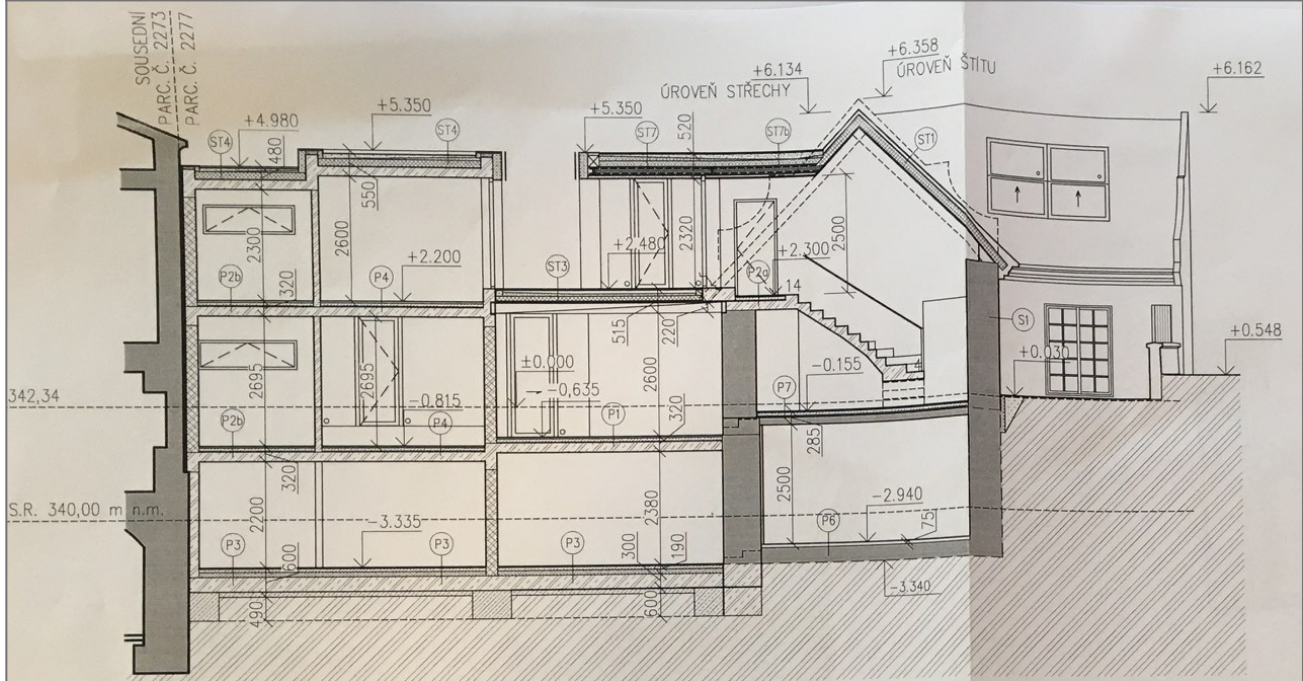 SOUSEDNÍ
PARC. Č. 2273
PARC. Č. 2277
+6.358
ÚROVEŇ ŠTÍTU
+6.134
ÚROVEŇ STŘECHY
+6.162
+5.350
+5.350
520
+4.980
ST4
480
ST4
ST7
ST7b
ST1
550
2300
2600
2320
2500
+2.480
+2.200
+2.300
P2b
320
P4
ST3
P2a
14
515
220
S1
+0.548
±0.000
+0.030
2695
2695
2600
-0.155
-0.635
342,34
-0.815
P7
P2b
P4
P1
320
285
320
2500
-2.940
S.R. 340,00 m n.m.
2200
-3.335
2380
P6
75
P3
P3
P3
600
300
190
-3.340
490
600